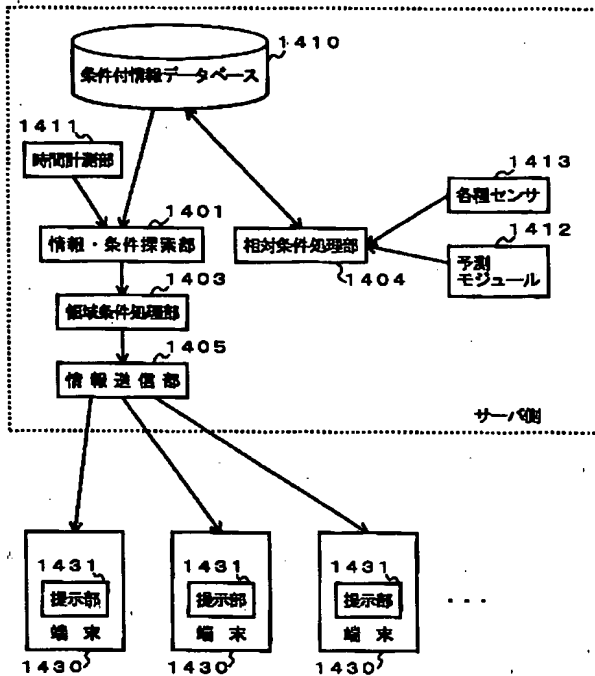 1410
条件付情報データベース
1411
時間計測部
1413
各種センサ
1401
情報・条件探索部
相対条件処理部
1412
予測
モジュール
1403
1404
領域条件処理部
1405
情報送信部
サーバ側
1431
1431
1431
提示部
提示部
提示部
・・・
端末
端末
端末
1430
1430
1430